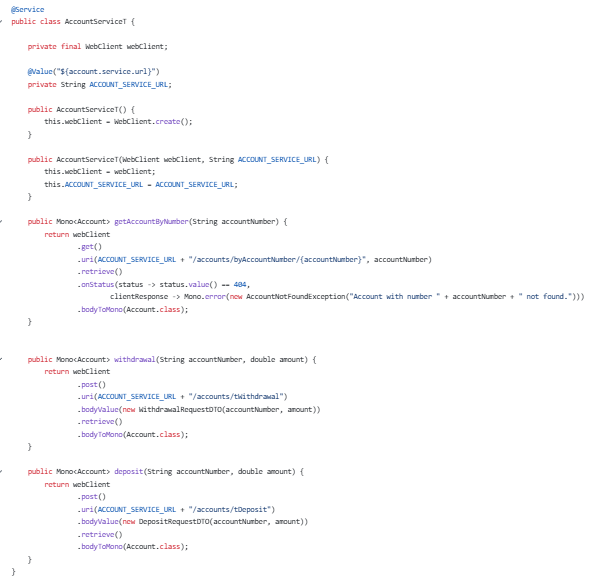 @Service
public class AccountServiceT {
    private final WebClient webClient;
    @Value("${account.service.url}")
    private String ACCOUNT_SERVICE_URL;
    public AccountServiceT() {
        this.webClient = WebClient.create();
    }
    public AccountServiceT(WebClient webClient, String ACCOUNT_SERVICE_URL) {
        this.webClient = webClient;
        this.ACCOUNT_SERVICE_URL = ACCOUNT_SERVICE_URL;
    }
    public Mono<Account> getAccountByNumber(String accountNumber) {
        return webClient
                .get()
                .uri(ACCOUNT_SERVICE_URL + "/accounts/byAccountNumber/{accountNumber}", accountNumber)
                .retrieve()
                .onStatus(status -> status.value() == 404,
                        clientResponse -> Mono.error(new AccountNotFoundException("Account with number " + accountNumber + " not found.")))
                .bodyToMono(Account.class);
    }
    public Mono<Account> withdrawal(String accountNumber, double amount) {
        return webClient
                .post()
                .uri(ACCOUNT_SERVICE_URL + "/accounts/tWithdrawal")
                .bodyValue(new WithdrawalRequestDTO(accountNumber, amount))
                .retrieve()
                .bodyToMono(Account.class);
    }
    public Mono<Account> deposit(String accountNumber, double amount) {
        return webClient
                .post()
                .uri(ACCOUNT_SERVICE_URL + "/accounts/tDeposit")
                .bodyValue(new DepositRequestDTO(accountNumber, amount))
                .retrieve()
                .bodyToMono(Account.class);
    }
}